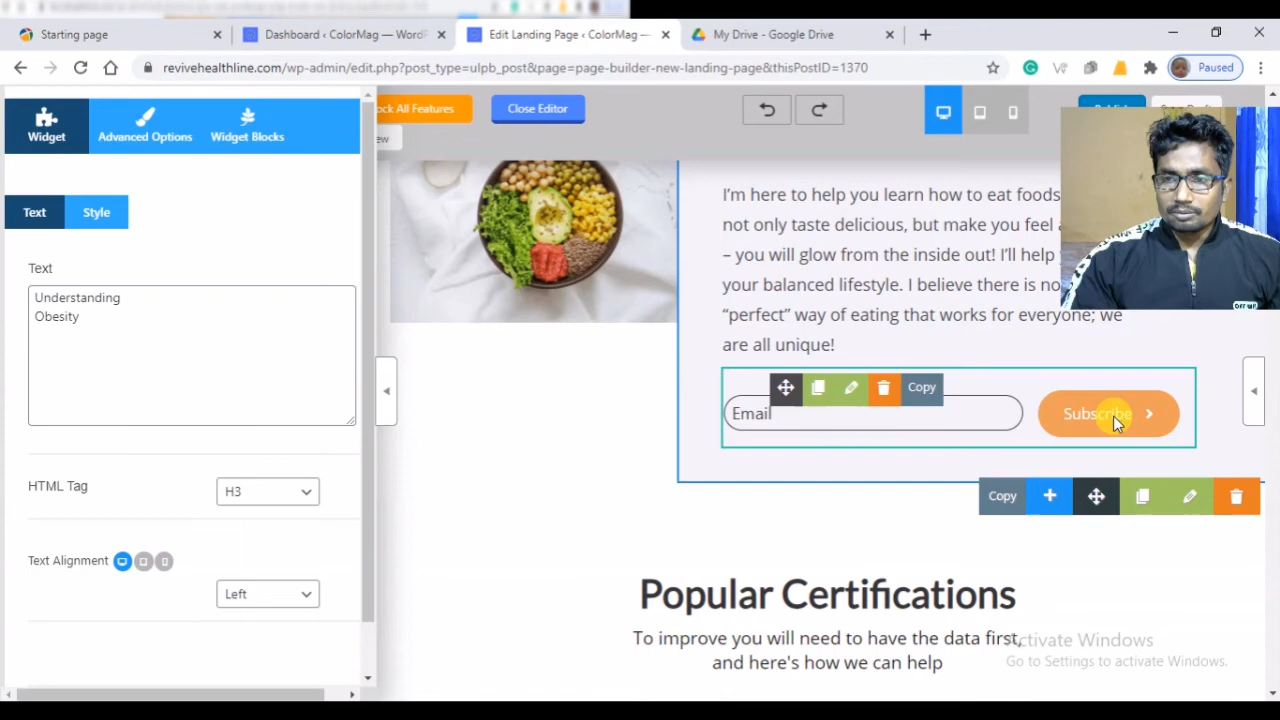 Starting page
Dashboard ‹ ColorMag — WordP
Edit Landing Page ‹ ColorMag —
My Drive - Google Drive
revivehealthline.com/wp-admin/edit.php?post_type=ulpb_post&page=page-builder-new-landing-page&thisPostID=1370
Paused
Widget
Advanced Options
Widget Blocks
ock All Features
Close Editor
ew
Text
Style
Text
Understanding
Obesity
HTML Tag
H3
Text Alignment
Left
I'm here to help you learn how to eat foods
not only taste delicious, but make you feel
– you will glow from the inside out! I'll help
your balanced lifestyle. I believe there is no
“perfect” way of eating that works for everyone; we
are all unique!
Copy
Email
Subscribe
Copy
Popular Certifications
To improve you will need to have the data first,
and here's how we can help
Activate Windows
Go to Settings to activate Windows.